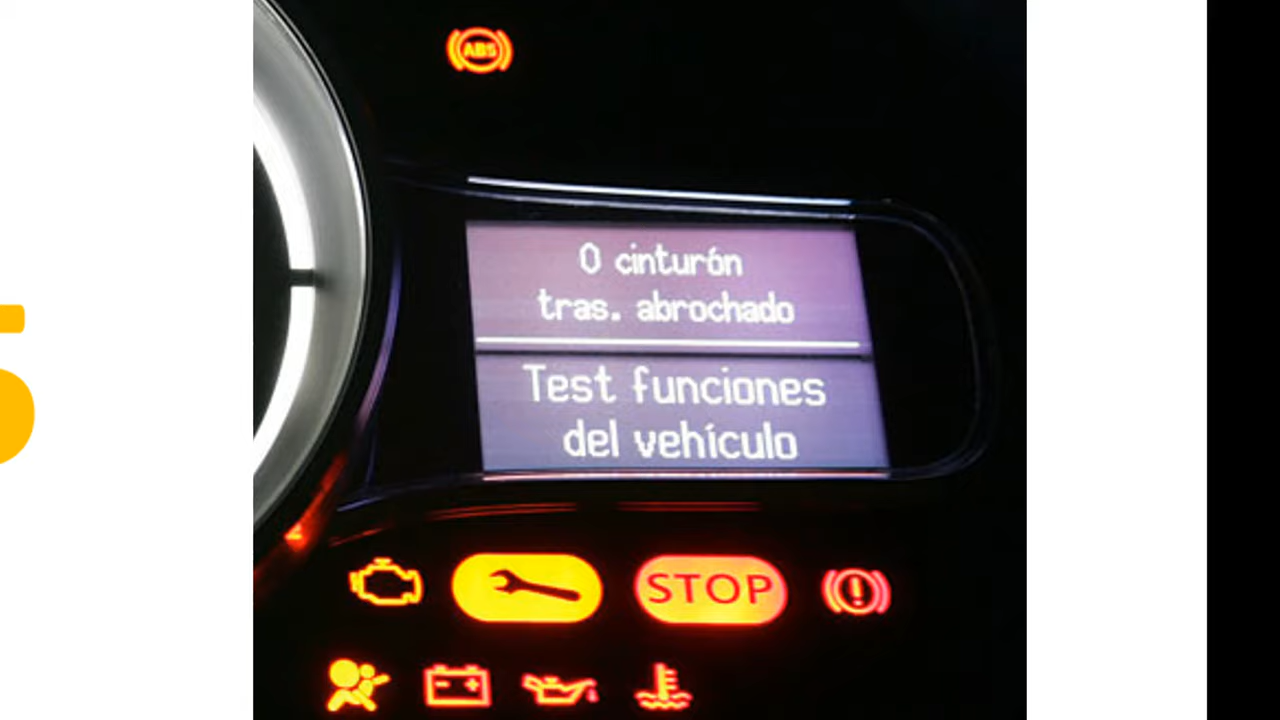 ABS
0 cinturón
tras. abrochado
Test funciones
del vehículo
STOP